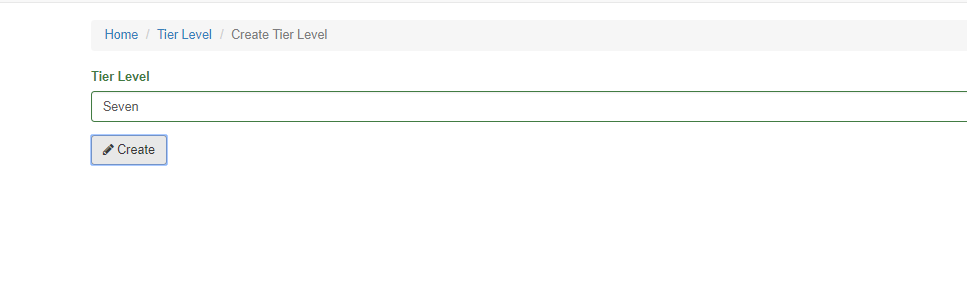 Home / Tier Level / Create Tier Level
Tier Level
Seven
Create